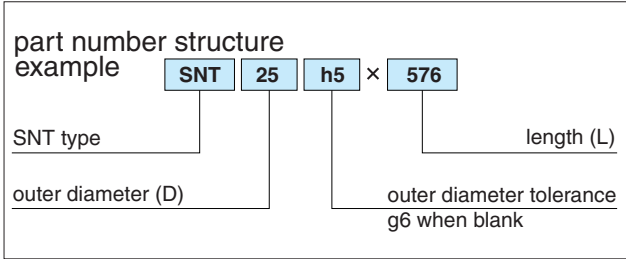 part number structure
example
SNT 25 h5 × 576
SNT type
length (L)
outer diameter (D)
outer diameter tolerance
g6 when blank